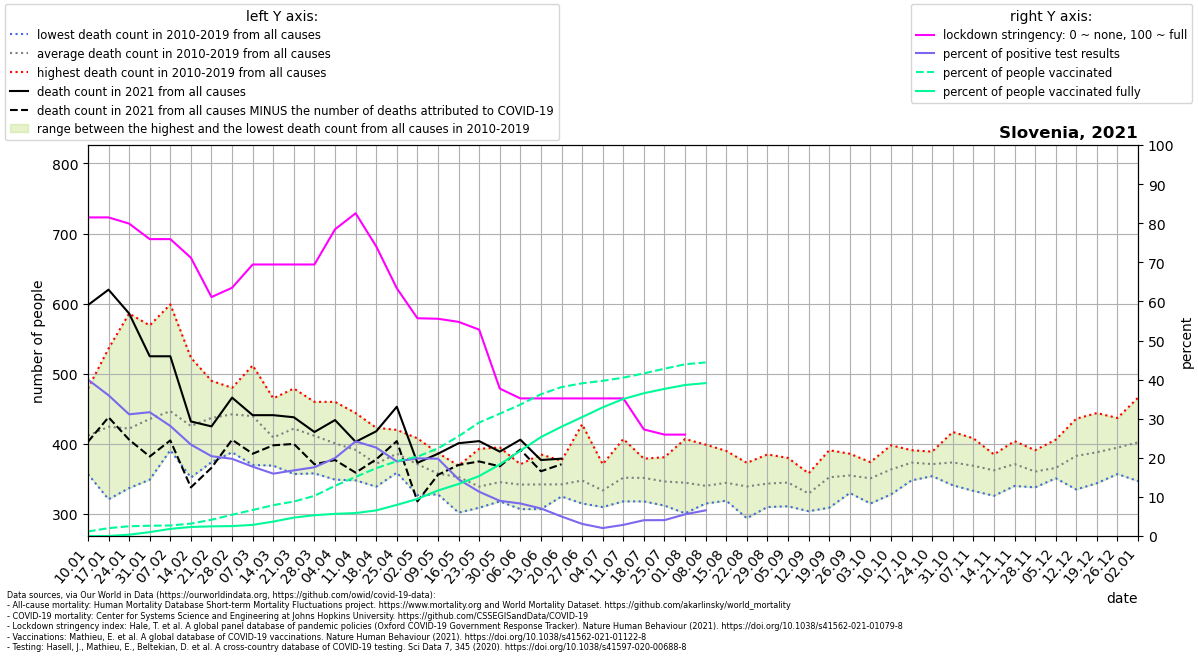 left Y axis:
lowest death count in 2010-2019 from all causes
average death count in 2010-2019 from all causes
highest death count in 2010-2019 from all causes
death count in 2021 from all causes
death count in 2021 from all causes MINUS the number of deaths attributed to COVID-19
range between the highest and the lowest death count from all causes in 2010-2019
right Y axis:
lockdown stringency: 0 ~ none, 100 ~ full
percent of positive test results
percent of people vaccinated
percent of people vaccinated fully
Slovenia, 2021
number of people
800
700
600
500
400
300
percent
100
90
80
70
60
50
40
30
20
10
0
10.01 17.01 24.01 31.01 07.02 14.02 21.02 28.02 07.03 14.03 21.03 28.03 04.04 11.04 18.04 25.04 02.05 09.05 16.05 23.05 30.05 06.06 13.06 20.06 27.06 04.07 11.07 18.07 25.07 01.08 08.08 15.08 22.08 29.08 05.09 12.09 19.09 26.09 03.10 10.10 17.10 24.10 31.10 07.11 14.11 21.11 28.11 05.12 12.12 19.12 26.12 02.01
date
Data sources, via Our World in Data (https://ourworldindata.org, https://github.com/owid/covid-19-data):
- All-cause mortality: Human Mortality Database Short-term Mortality Fluctuations project. https://www.mortality.org and World Mortality Dataset. https://github.com/akarlinsky/world_mortality
- COVID-19 mortality: Center for Systems Science and Engineering at Johns Hopkins University. https://github.com/CSSEGISandData/COVID-19
- Lockdown stringency index: Hale, T. et al. A global panel database of pandemic policies (Oxford COVID-19 Government Response Tracker). Nature Human Behaviour (2021). https://doi.org/10.1038/s41562-021-01079-8
- Vaccinations: Mathieu, E. et al. A global database of COVID-19 vaccinations. Nature Human Behaviour (2021). https://doi.org/10.1038/s41562-021-01122-8
- Testing: Hasell, J., Mathieu, E., Beltekian, D. et al. A cross-country database of COVID-19 testing. Sci Data 7, 345 (2020). https://doi.org/10.1038/s41597-020-00688-8